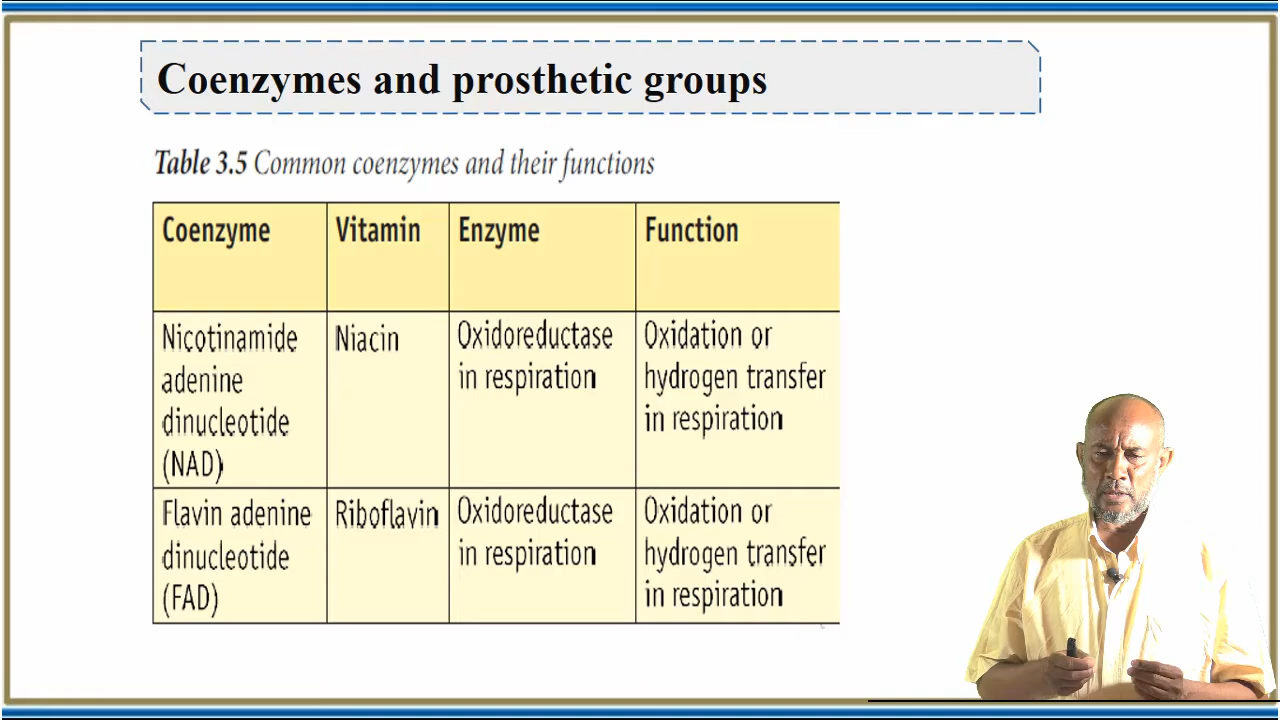 Coenzymes and prosthetic groups
Table 3.5 Common coenzymes and their functions
Coenzyme Vitamin Enzyme Function
Nicotinamide adenine dinucleotide (NAD) Niacin Oxidoreductase in respiration Oxidation or hydrogen transfer in respiration
Flavin adenine dinucleotide (FAD) Riboflavin Oxidoreductase in respiration Oxidation or hydrogen transfer in respiration